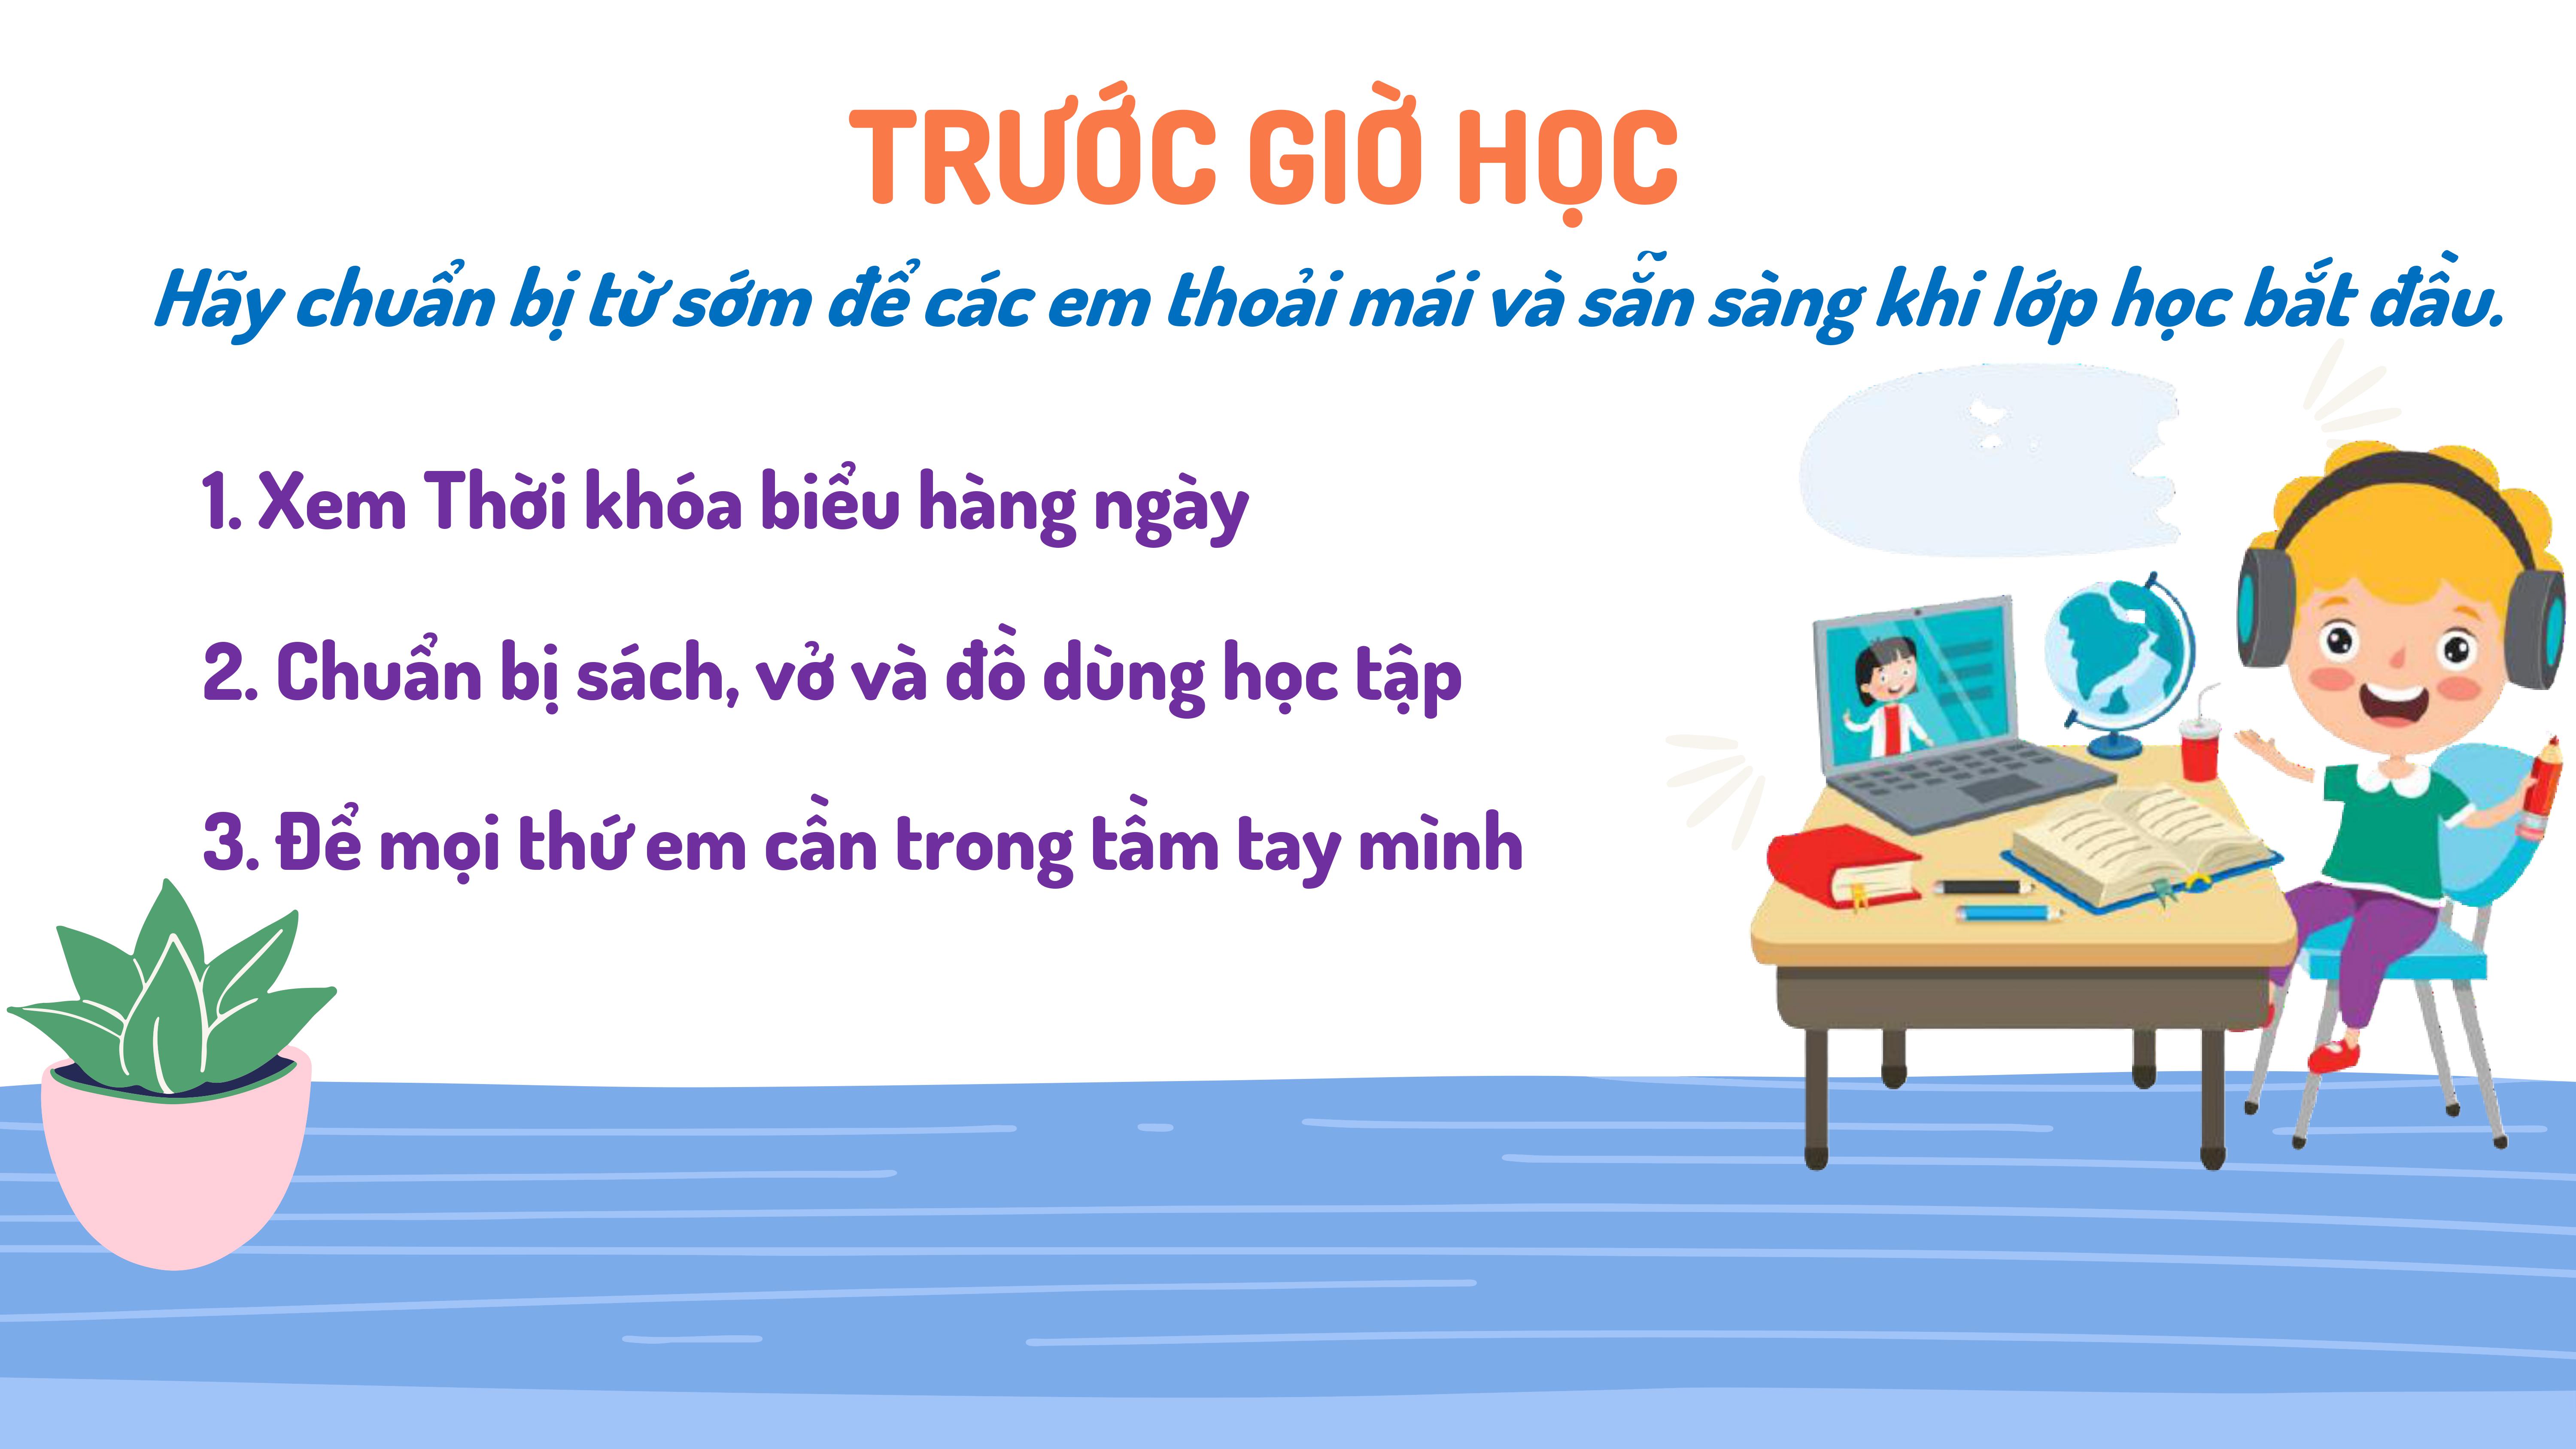 TRƯỚC GIỜ HỌC
Hãy chuẩn bị từ sớm để các em thoải mái và sẵn sàng khi lớp học bắt đầu.
1. Xem Thời khóa biểu hàng ngày
2. Chuẩn bị sách, vở và đồ dùng học tập
3. Để mọi thứ em cần trong tầm tay mình